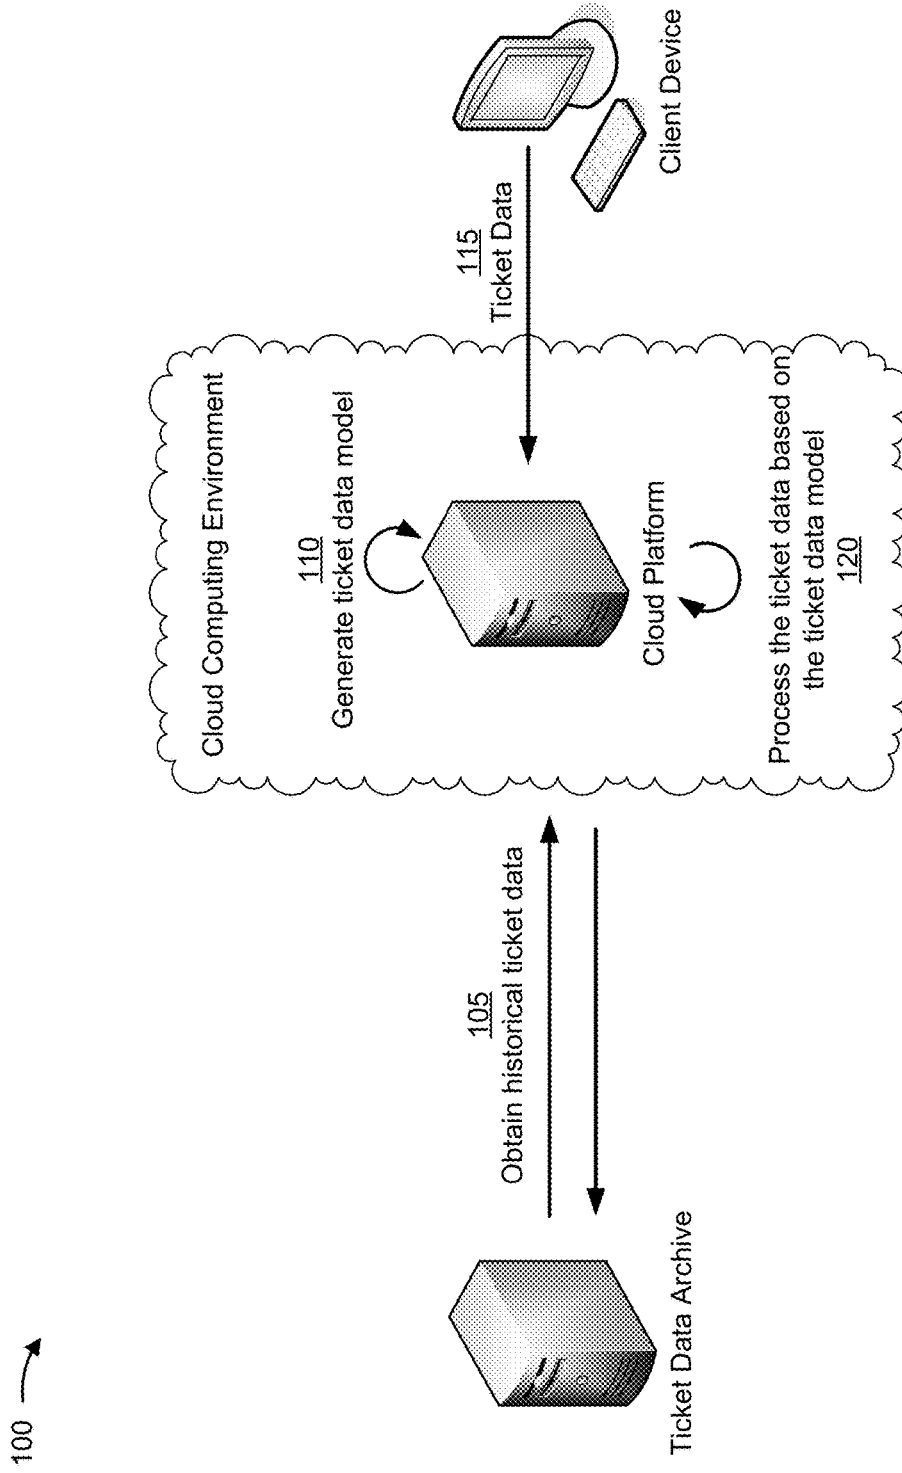 100
Cloud Computing Environment
110
Generate ticket data model
105
Obtain historical ticket data
115
Ticket Data
Ticket Data Archive
Cloud Platform
Client Device
Process the ticket data based on
the ticket data model
120